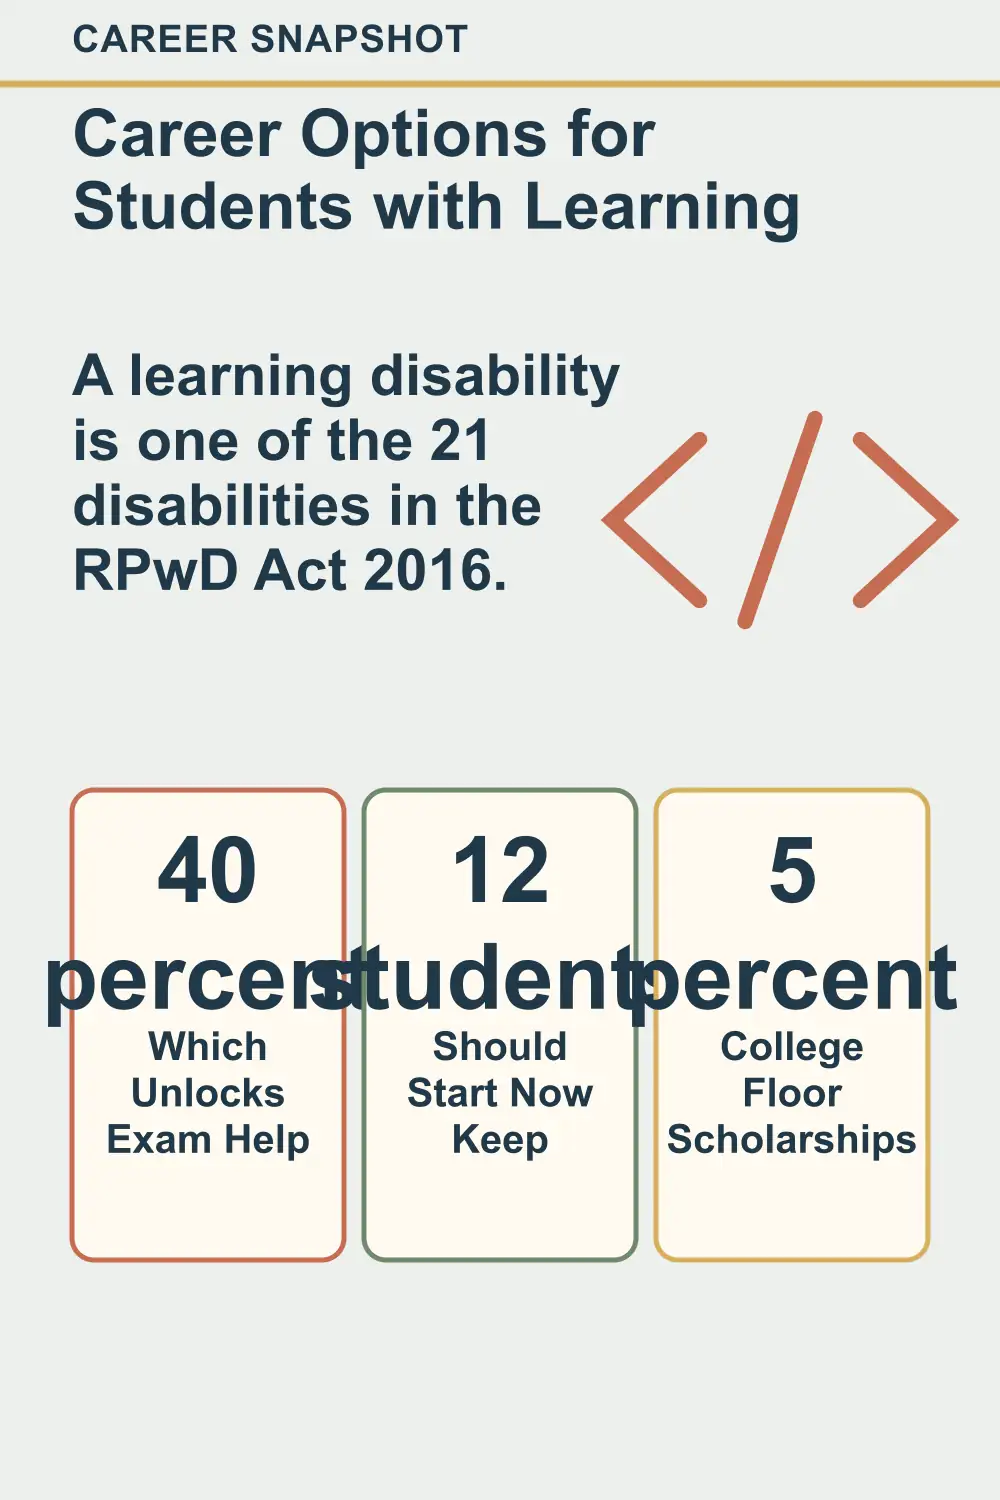 CAREER SNAPSHOT
Career Options for
Students with Learning
A learning disability
is one of the 21
disabilities in the
RPwD Act 2016.
40
percent
Which
Unlocks
Exam Help
12
students
Should
Start Now
Keep
5
percent
College
Floor
Scholarships